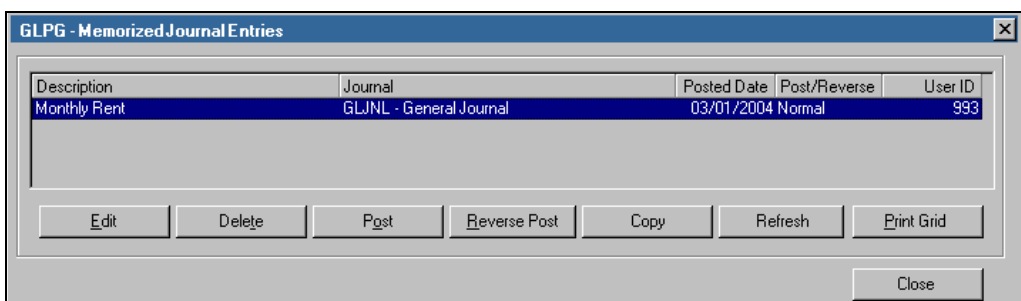 GLPG - Memorized Journal Entries
Description Journal Posted Date Post/Reverse User ID
Monthly Rent GLJNL - General Journal 03/01/2004 Normal 993
Edit Delete Post Reverse Post Copy Refresh Print Grid
Close